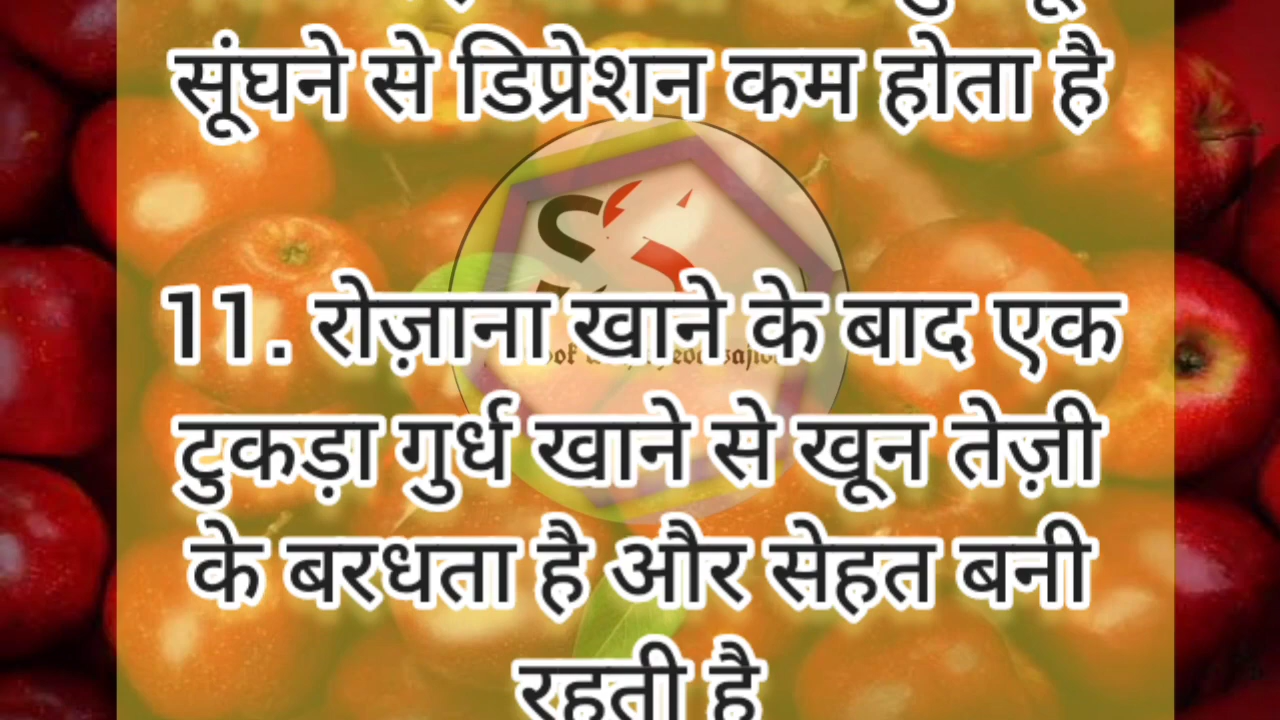 सूंघने से डिप्रेशन कम होता है
11. रोज़ाना खाने के बाद एक
टुकड़ा गुर्ध खाने से खून तेज़ी
के बरधता है और सेहत बनी
रहती है